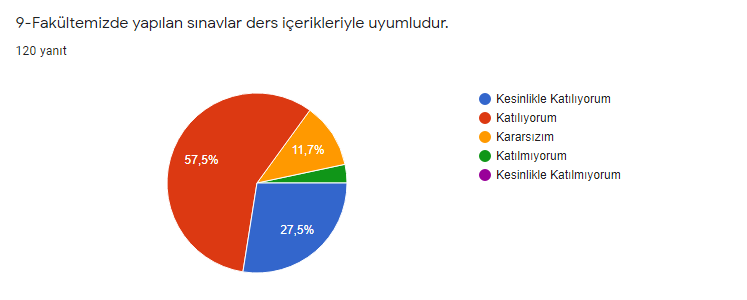 9-Fakültemizde yapılan sınavlar ders içerikleriyle uyumludur.
120 yanıt
57,5%
11,7%
27,5%
Kesinlikle Katılıyorum
Katılıyorum
Kararsızım
Katılmıyorum
Kesinlikle Katılmıyorum